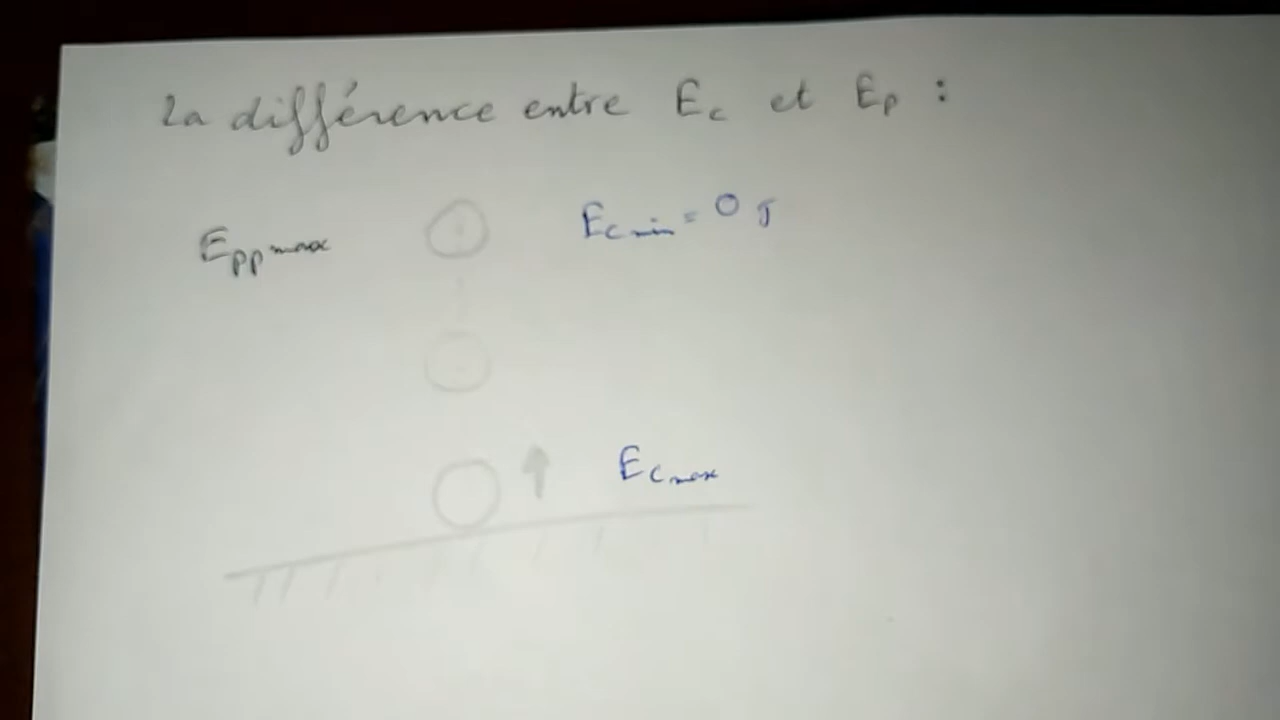 la différence entre Ec et Ep :
Epp max Ec min = 0 J
Ec max